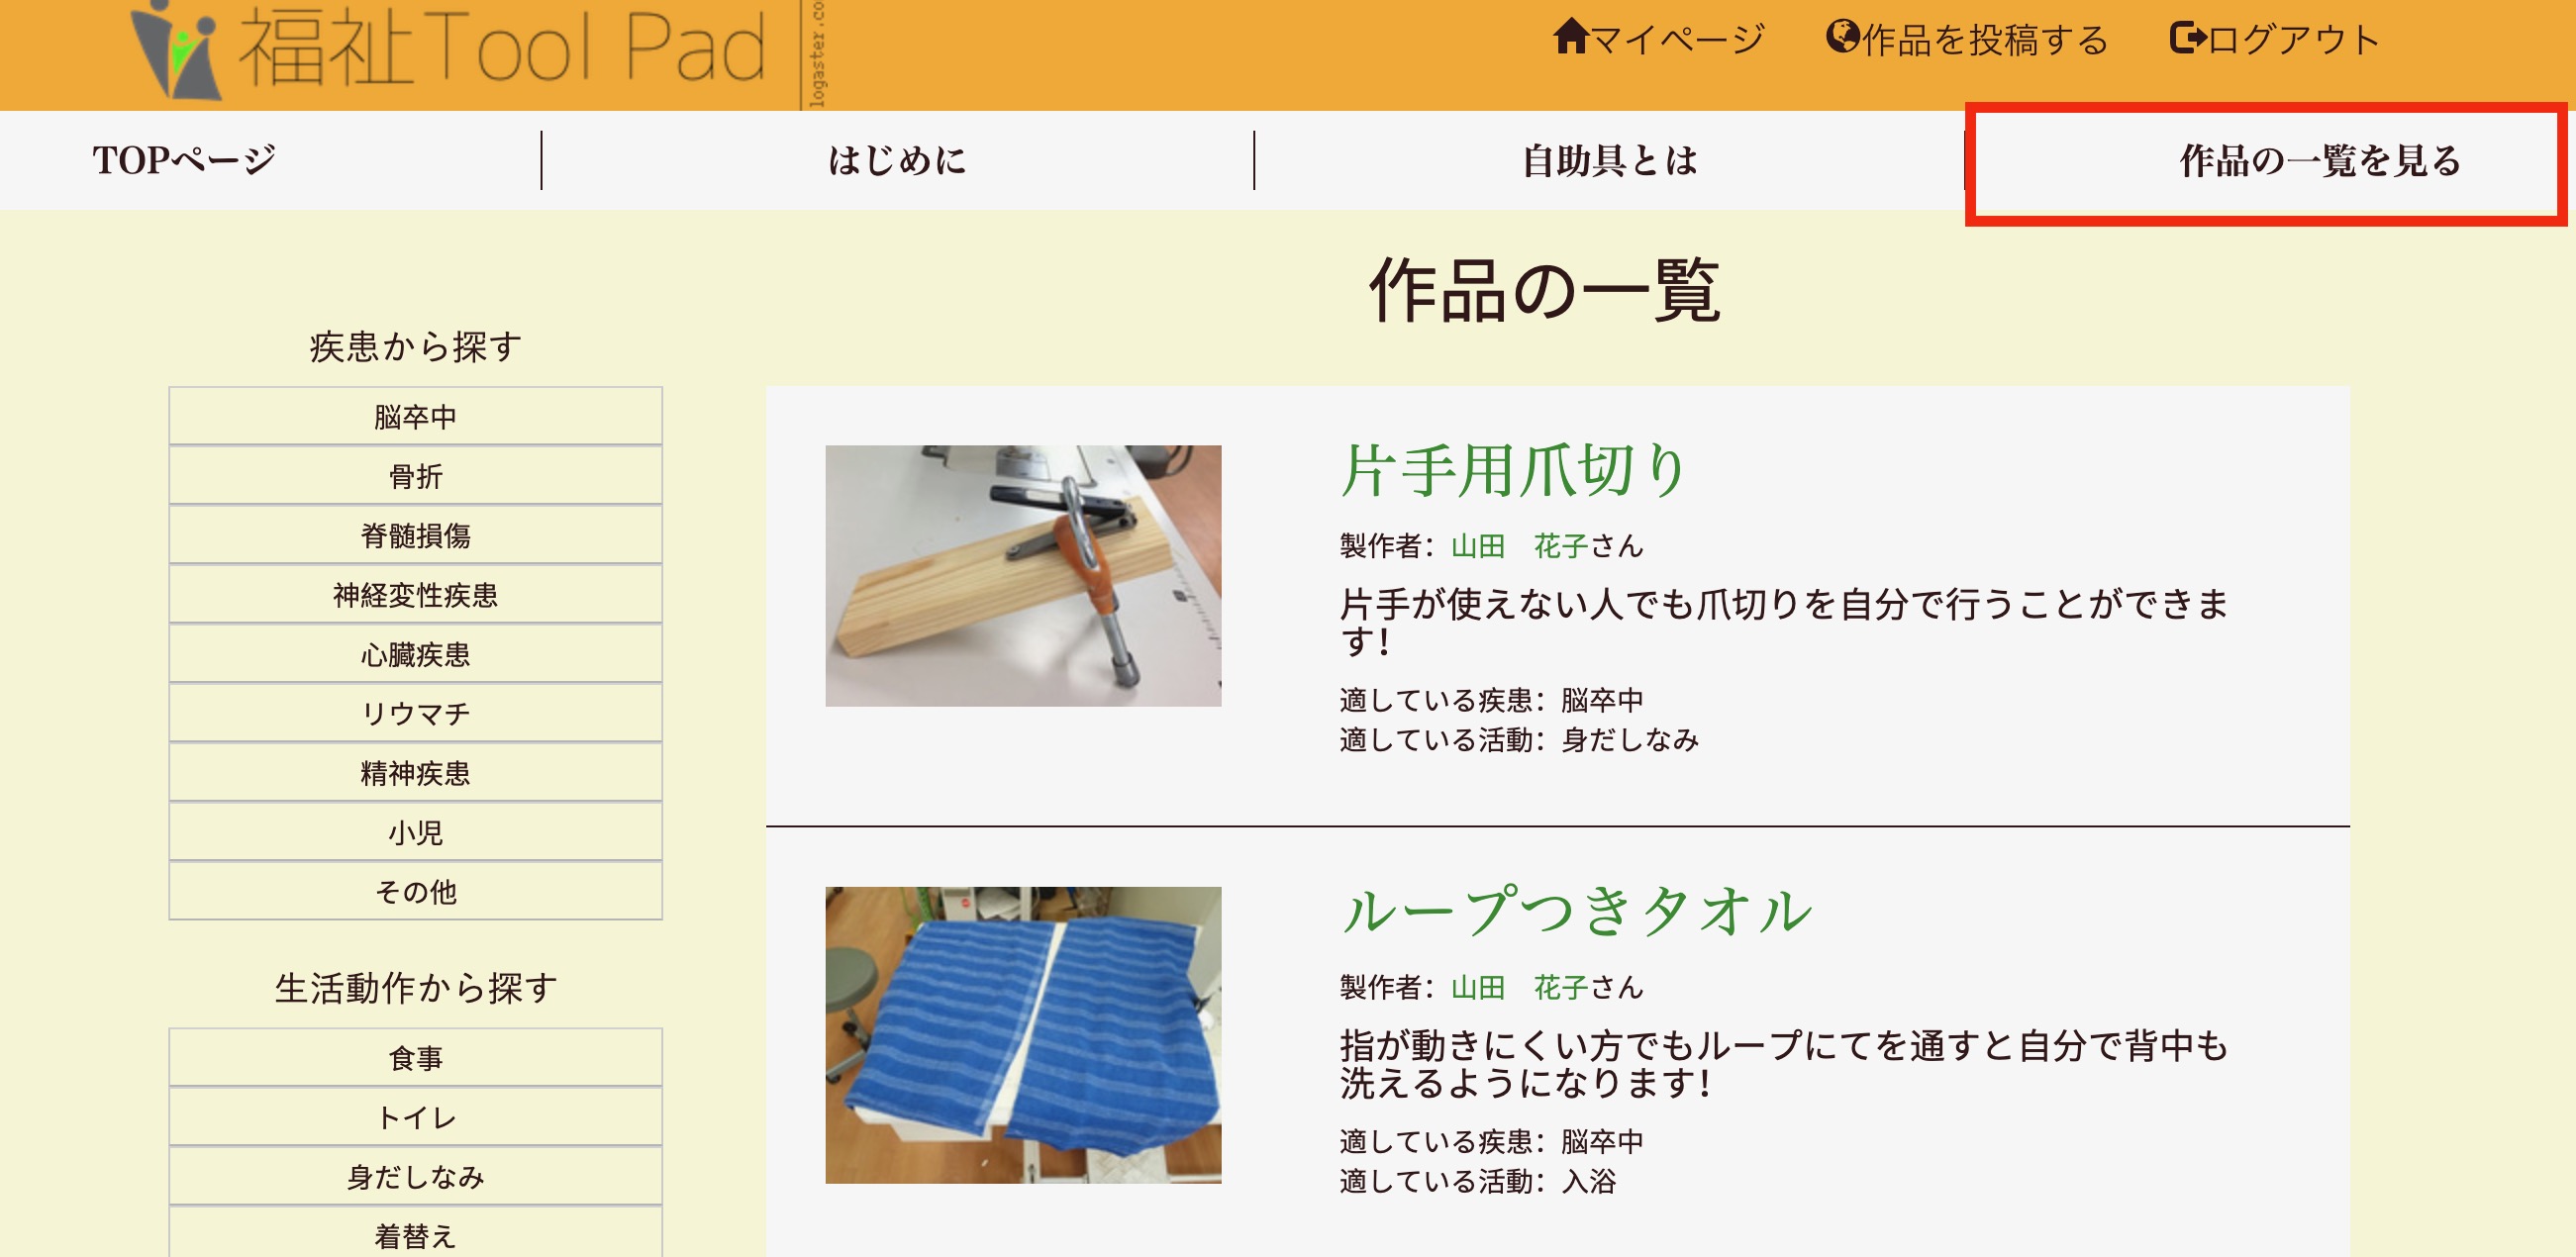 福祉Tool Pad
logaster.co
マイページ
作品を投稿する
ログアウト
TOPページ
はじめに
自助具とは
作品の一覧を見る
作品の一覧
疾患から探す
脳卒中
骨折
脊髄損傷
神経変性疾患
心臓疾患
リウマチ
精神疾患
小児
その他
生活動作から探す
食事
トイレ
身だしなみ
着替え
片手用爪切り
製作者：山田　花子さん
片手が使えない人でも爪切りを自分で行うことができま
す！
適している疾患：脳卒中
適している活動：身だしなみ
ループつきタオル
製作者：山田　花子さん
指が動きにくい方でもループにてを通すと自分で背中も
洗えるようになります！
適している疾患：脳卒中
適している活動：入浴